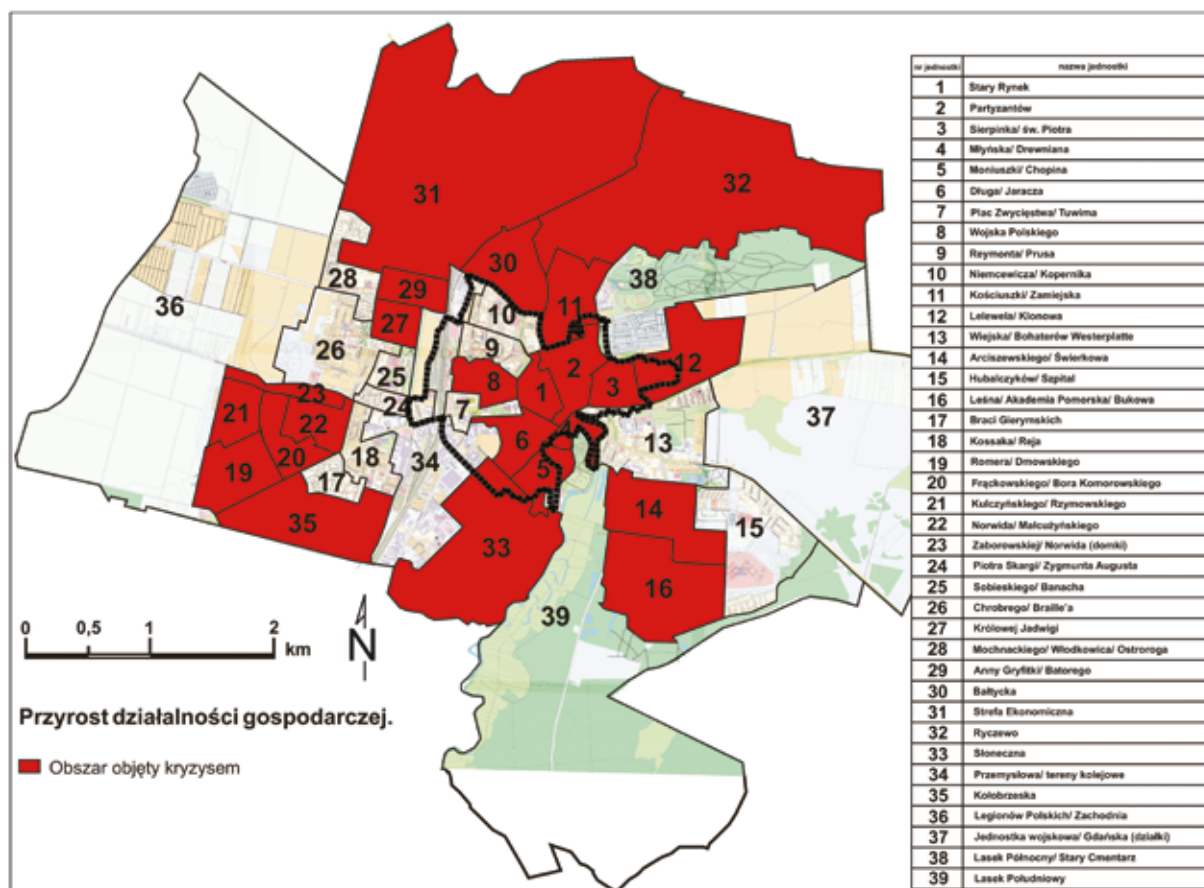 31
32
30
38
28
36
29
27
10
11
26
9
2
12
25
8
1
3
23
24
7
37
21
22
6
4
13
18
34
20
5
19
17
14
15
35
33
16
39
0 0,5 1 2
km
N
Przyrost działalności gospodarczej.
Obszar objęty kryzysem
nr jednostki nazwa jednostki
1 Stary Rynek
2 Partyzantów
3 Sierpinka/ św. Piotra
4 Młyńska/ Drewniana
5 Moniuszki/ Chopina
6 Długa/ Jaracza
7 Plac Zwycięstwa/ Tuwima
8 Wojska Polskiego
9 Reymonta/ Prusa
10 Niemcewicza/ Kopernika
11 Kościuszki/ Zamiejska
12 Lelewela/ Klonowa
13 Wiejska/ Bohaterów Westerplatte
14 Arciszewskiego/ Świerkowa
15 Hubalczyków/ Szpital
16 Leśna/ Akademia Pomorska/ Bukowa
17 Braci Gierymskich
18 Kossaka/ Reja
19 Romera/ Dmowskiego
20 Frąckowskiego/ Bora Komorowskiego
21 Kulczyńskiego/ Rzymowskiego
22 Norwida/ Małcużyńskiego
23 Zaborowskiej/ Norwida (domki)
24 Piotra Skargi/ Zygmunta Augusta
25 Sobieskiego/ Banacha
26 Chrobrego/ Braille'a
27 Królowej Jadwigi
28 Mochnackiego/ Włodkowica/ Ostroroga
29 Anny Gryfitki/ Batorego
30 Bałtycka
31 Strefa Ekonomiczna
32 Ryczewo
33 Słoneczna
34 Przemysłowa/ tereny kolejowe
35 Kołobrzeska
36 Legionów Polskich/ Zachodnia
37 Jednostka wojskowa/ Gdańska (działki)
38 Lasek Północny/ Stary Cmentarz
39 Lasek Południowy